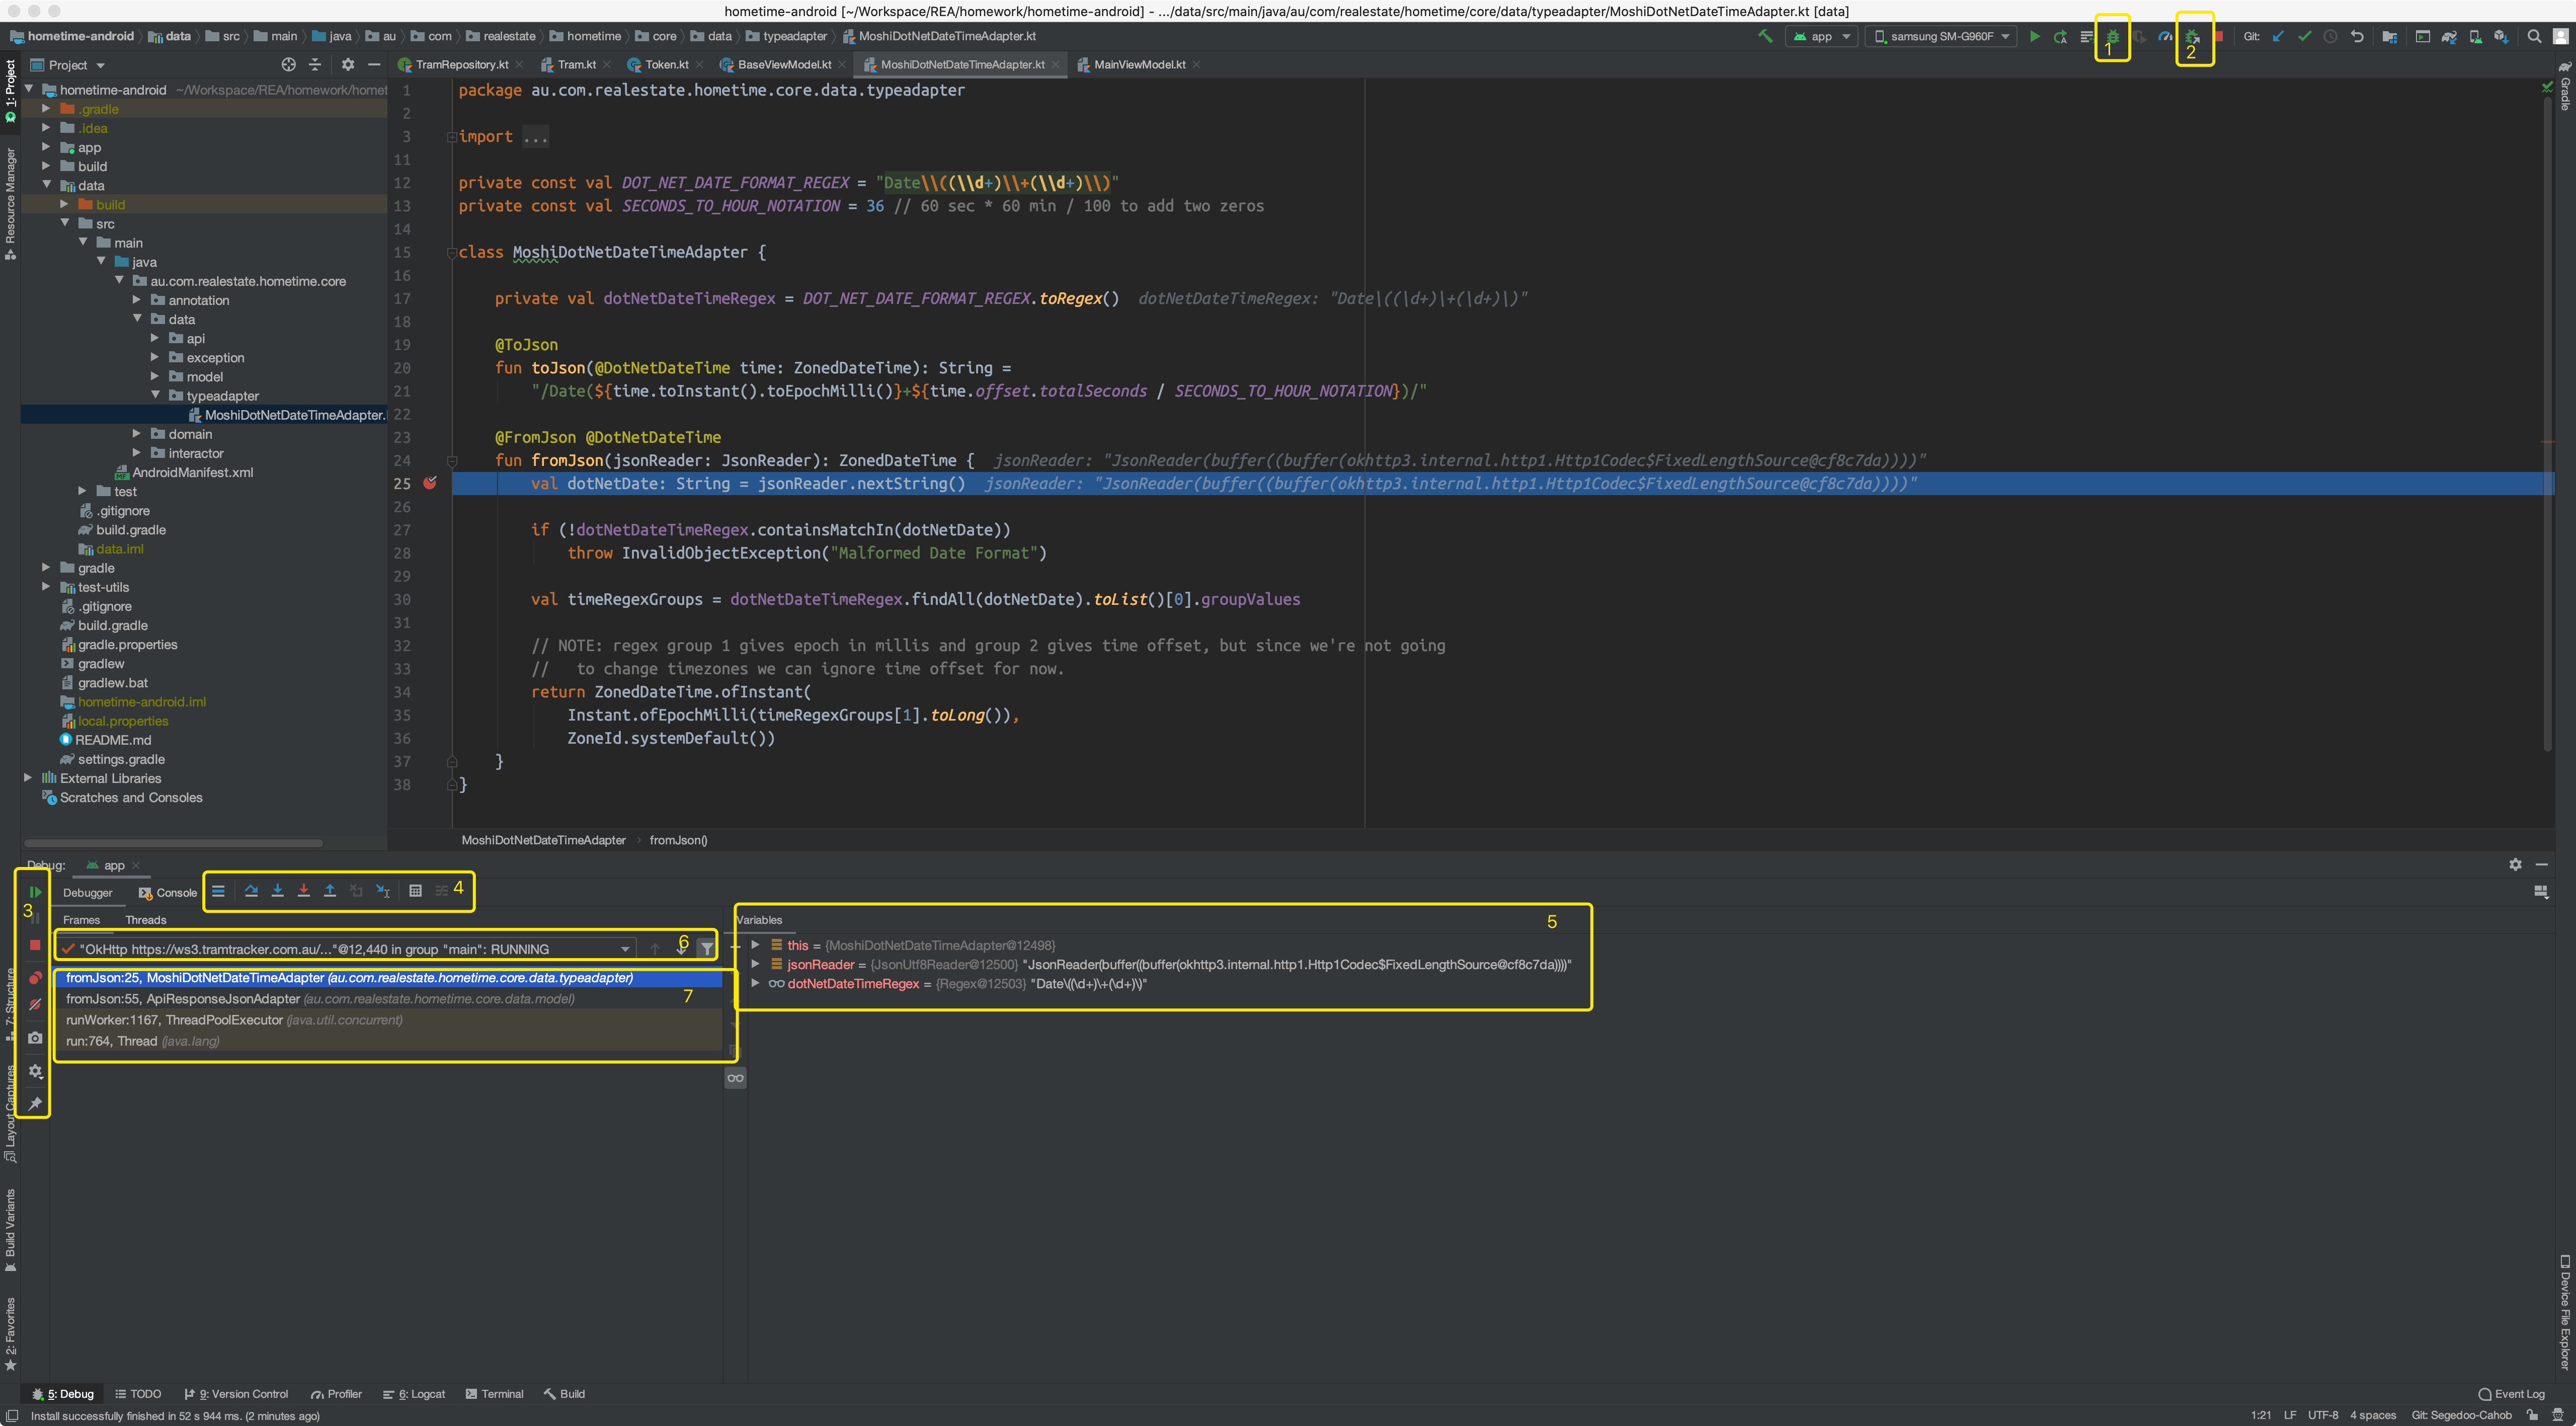 hometime-android [~/Workspace/REA/homework/hometime-android] - .../data/src/main/java/au/com/realestate/hometime/core/data/typeadapter/MoshiDotNetDateTimeAdapter.kt [data]
hometime-android data src main java au com realestate hometime core data typeadapter MoshiDotNetDateTimeAdapter.kt
app samsung SM-G960F 1 2 Git:
Project
TramRepository.kt Tram.kt Token.kt BaseViewModel.kt MoshiDotNetDateTimeAdapter.kt MainViewModel.kt
1: Project
Resource Manager
7: Structure
Layout Captures
Build Variants
2: Favorites
hometime-android ~/Workspace/REA/homework/homet
.gradle
.idea
app
build
data
build
src
main
java
au.com.realestate.hometime.core
annotation
data
api
exception
model
typeadapter
MoshiDotNetDateTimeAdapter.
domain
interactor
AndroidManifest.xml
test
.gitignore
build.gradle
data.iml
gradle
test-utils
.gitignore
build.gradle
gradle.properties
gradlew
gradlew.bat
hometime-android.iml
local.properties
README.md
settings.gradle
External Libraries
Scratches and Consoles
1 package au.com.realestate.hometime.core.data.typeadapter
2
3 import ...
11
12 private const val DOT_NET_DATE_FORMAT_REGEX = "Date\\((\\d+)\\+(\\d+)\\)"
13 private const val SECONDS_TO_HOUR_NOTATION = 36 // 60 sec * 60 min / 100 to add two zeros
14
15 class MoshiDotNetDateTimeAdapter {
16
17 private val dotNetDateTimeRegex = DOT_NET_DATE_FORMAT_REGEX.toRegex() dotNetDateTimeRegex: "Date\((\d+)\+(\d+)\)"
18
19 @ToJson
20 fun toJson(@DotNetDateTime time: ZonedDateTime): String =
21 "/Date(${time.toInstant().toEpochMilli()}+${time.offset.totalSeconds / SECONDS_TO_HOUR_NOTATION})/"
22
23 @FromJson @DotNetDateTime
24 fun fromJson(jsonReader: JsonReader): ZonedDateTime { jsonReader: "JsonReader(buffer((buffer(okhttp3.internal.http1.Http1Codec$FixedLengthSource@cf8c7da))))"
25 val dotNetDate: String = jsonReader.nextString() jsonReader: "JsonReader(buffer((buffer(okhttp3.internal.http1.Http1Codec$FixedLengthSource@cf8c7da))))"
26
27 if (!dotNetDateTimeRegex.containsMatchIn(dotNetDate))
28 throw InvalidObjectException("Malformed Date Format")
29
30 val timeRegexGroups = dotNetDateTimeRegex.findAll(dotNetDate).toList()[0].groupValues
31
32 // NOTE: regex group 1 gives epoch in millis and group 2 gives time offset, but since we're not going
33 // to change timezones we can ignore time offset for now.
34 return ZonedDateTime.ofInstant(
35 Instant.ofEpochMilli(timeRegexGroups[1].toLong()),
36 ZoneId.systemDefault())
37 }
38 }
MoshiDotNetDateTimeAdapter fromJson()
Gradle
Device File Explorer
Debug: app
Debugger Console 4
3
Frames Threads
"OkHttp https://ws3.tramtracker.com.au/..."@12,440 in group "main": RUNNING 6
fromJson:25, MoshiDotNetDateTimeAdapter (au.com.realestate.hometime.core.data.typeadapter)
fromJson:55, ApiResponseJsonAdapter (au.com.realestate.hometime.core.data.model) 7
runWorker:1167, ThreadPoolExecutor (java.util.concurrent)
run:764, Thread (java.lang)
Variables 5
this = {MoshiDotNetDateTimeAdapter@12498}
jsonReader = {JsonUtf8Reader@12500} "JsonReader(buffer((buffer(okhttp3.internal.http1.Http1Codec$FixedLengthSource@cf8c7da))))"
dotNetDateTimeRegex = {Regex@12503} "Date\((\d+)\+(\d+)\)"
5: Debug TODO 9: Version Control Profiler 6: Logcat Terminal Build Event Log
Install successfully finished in 52 s 944 ms. (2 minutes ago) 1:21 LF UTF-8 4 spaces Git: Segedoo-Cahob